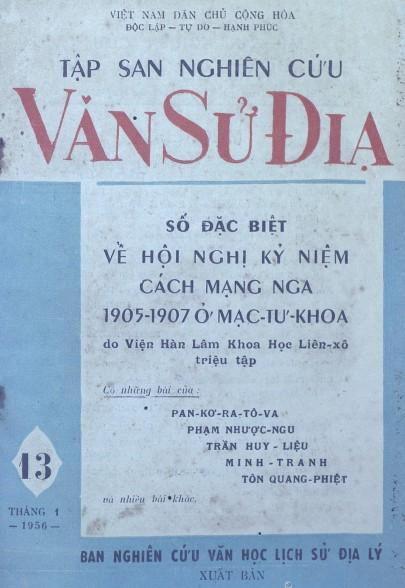 VIỆT NAM DÂN CHỦ CỘNG HÒA
ĐỘC LẬP — TỰ DO — HẠNH PHÚC
TẬP SAN NGHIÊN CỨU
VĂN SỬ ĐỊA
SỐ ĐẶC BIỆT
VỀ HỘI NGHỊ KỶ NIỆM
CÁCH MẠNG NGA
1905-1907 Ở MẠC-TƯ-KHOA
do Viện Hàn Lâm Khoa Học Liên-xô
triệu tập
Có những bài của :
PAN-KƠ-RA-TÔ-VA
PHẠM NHƯỢC-NGU
TRẦN HUY - LIỆU
MINH - TRANH
TÔN QUANG-PHIỆT
và nhiều bài khác.
13
THÁNG 1
— 1956 —
BAN NGHIÊN CỨU VĂN HỌC LỊCH SỬ ĐỊA LÝ
XUẤT BẢN